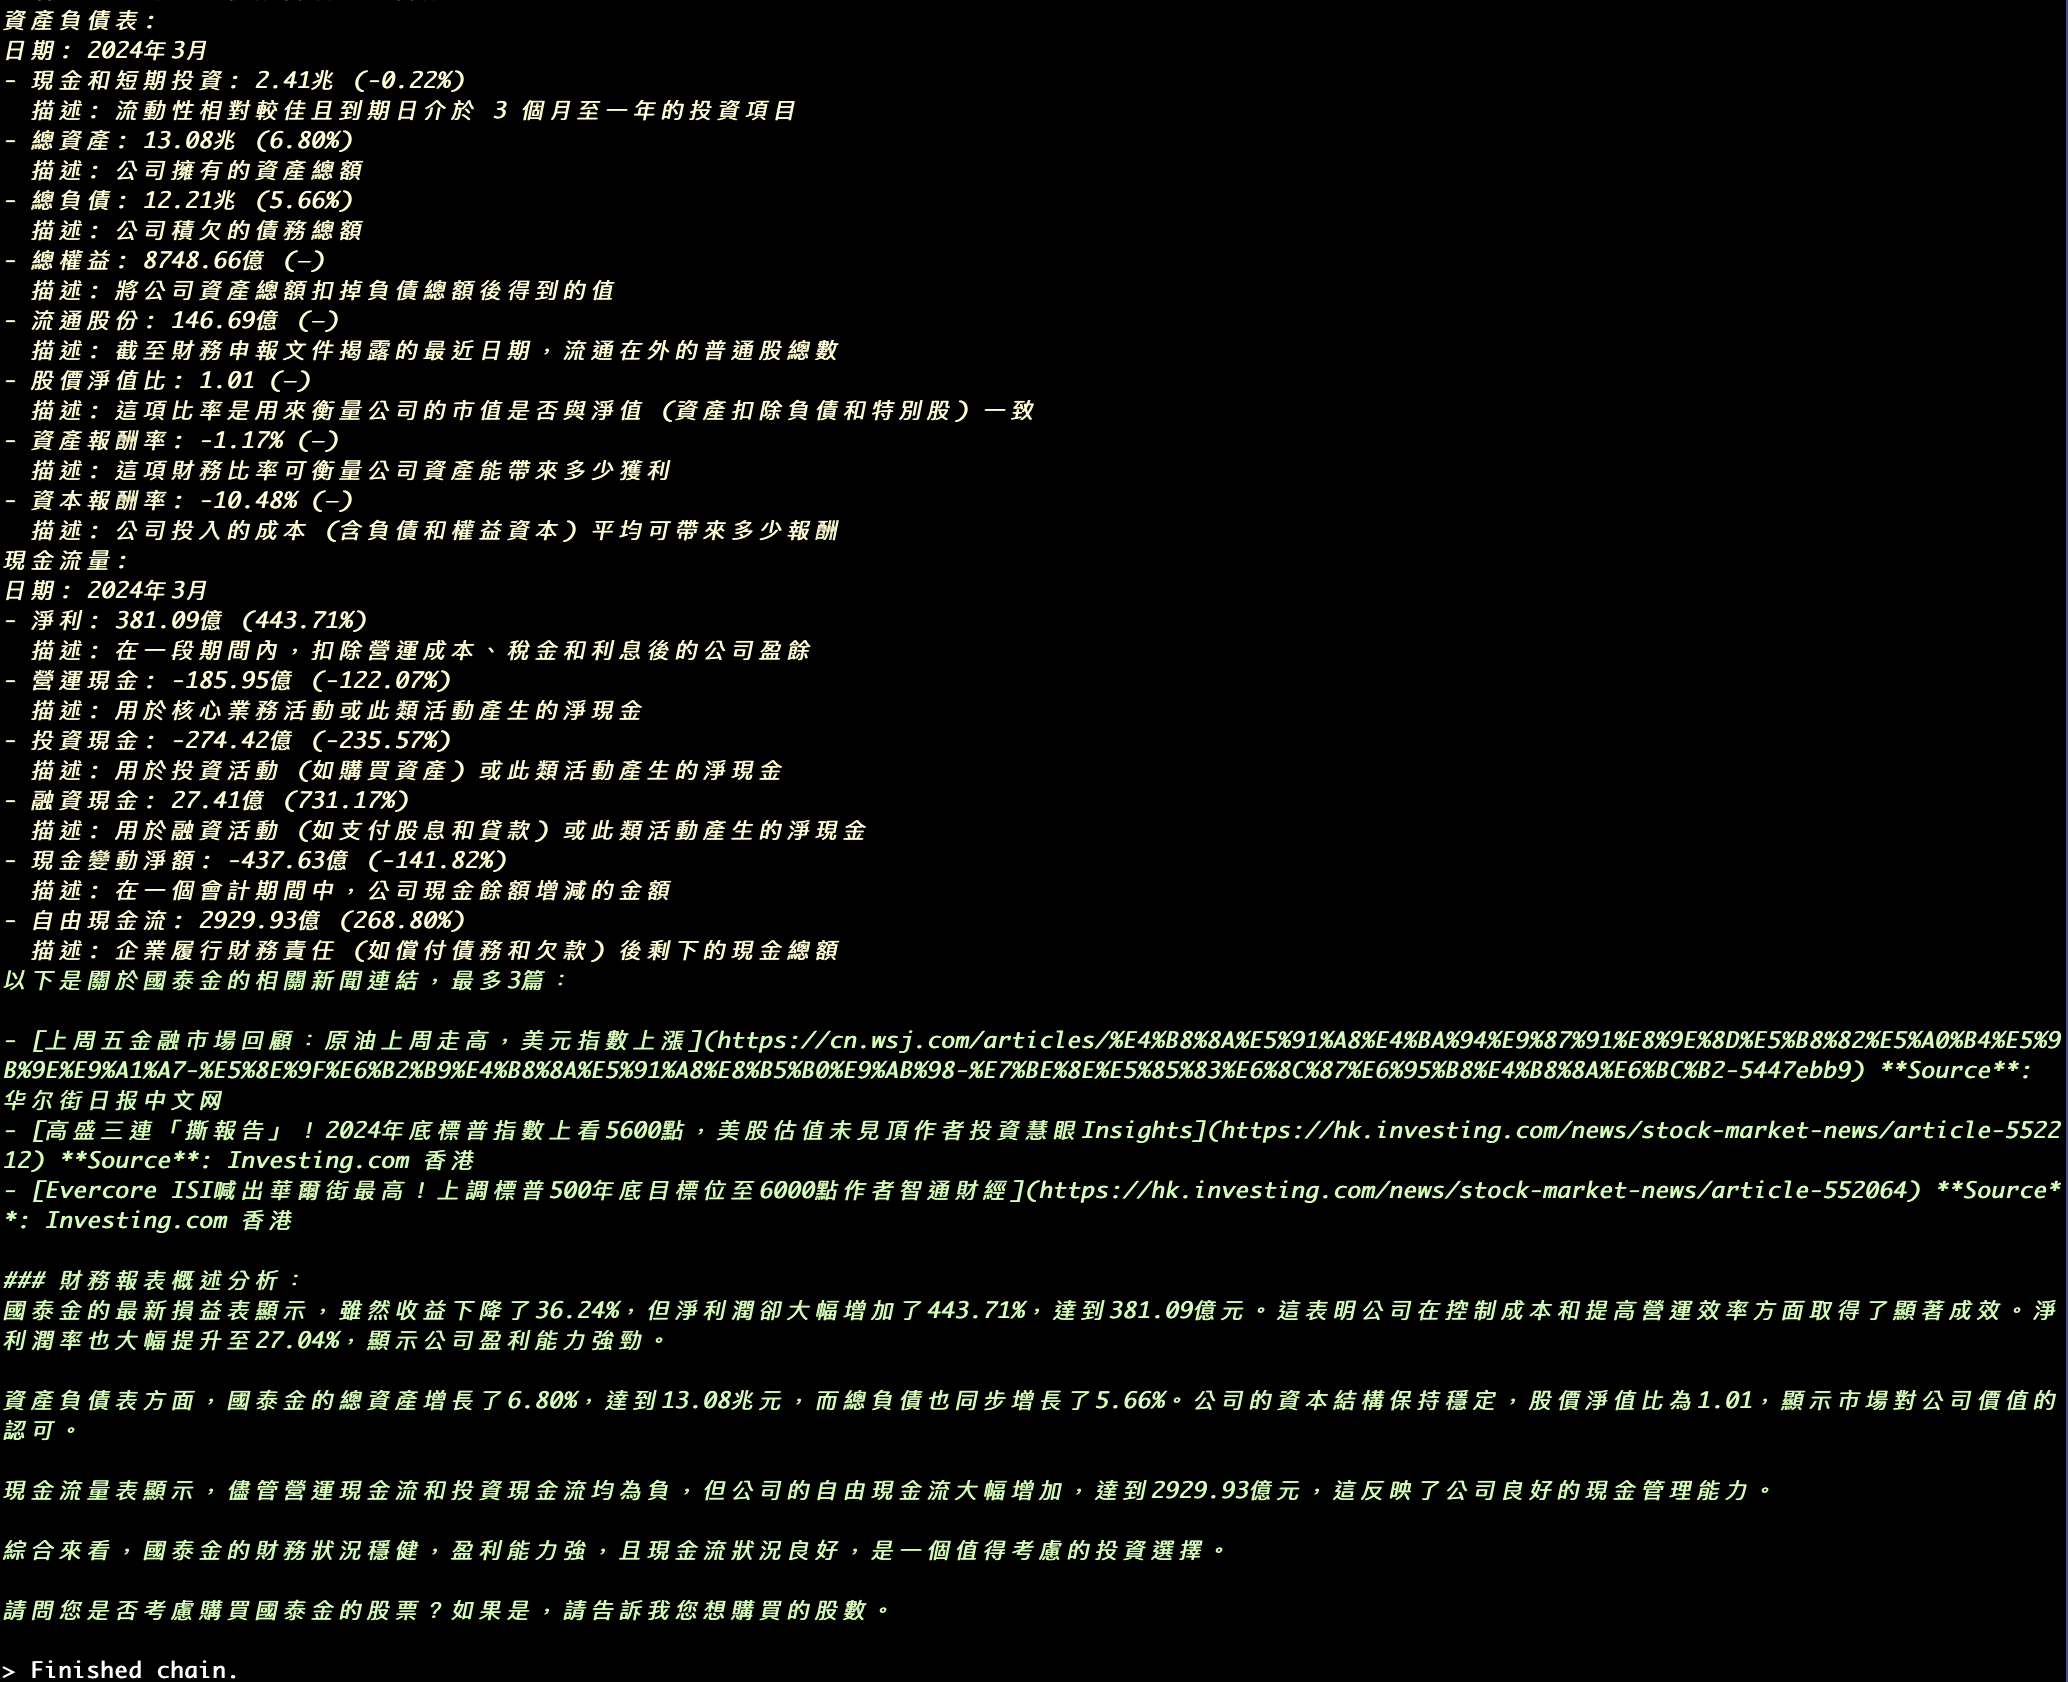 資產負債表:
日期: 2024年3月
- 現金和短期投資: 2.41兆 (-0.22%)
  描述: 流動性相對較佳且到期日介於 3 個月至一年的投資項目
- 總資產: 13.08兆 (6.80%)
  描述: 公司擁有的資產總額
- 總負債: 12.21兆 (5.66%)
  描述: 公司積欠的債務總額
- 總權益: 8748.66億 (—)
  描述: 將公司資產總額扣掉負債總額後得到的值
- 流通股份: 146.69億 (—)
  描述: 截至財務申報文件揭露的最近日期，流通在外的普通股總數
- 股價淨值比: 1.01 (—)
  描述: 這項比率是用來衡量公司的市值是否與淨值 (資產扣除負債和特別股) 一致
- 資產報酬率: -1.17% (—)
  描述: 這項財務比率可衡量公司資產能帶來多少獲利
- 資本報酬率: -10.48% (—)
  描述: 公司投入的成本 (含負債和權益資本) 平均可帶來多少報酬
現金流量:
日期: 2024年3月
- 淨利: 381.09億 (443.71%)
  描述: 在一段期間內，扣除營運成本、稅金和利息後的公司盈餘
- 營運現金: -185.95億 (-122.07%)
  描述: 用於核心業務活動或此類活動產生的淨現金
- 投資現金: -274.42億 (-235.57%)
  描述: 用於投資活動 (如購買資產) 或此類活動產生的淨現金
- 融資現金: 27.41億 (731.17%)
  描述: 用於融資活動 (如支付股息和貸款) 或此類活動產生的淨現金
- 現金變動淨額: -437.63億 (-141.82%)
  描述: 在一個會計期間中，公司現金餘額增減的金額
- 自由現金流: 2929.93億 (268.80%)
  描述: 企業履行財務責任 (如償付債務和欠款) 後剩下的現金總額
以下是關於國泰金的相關新聞連結，最多3篇：
- [上周五金融市場回顧：原油上周走高，美元指數上漲](https://cn.wsj.com/articles/%E4%B8%8A%E5%91%A8%E4%BA%94%E9%87%91%E8%9E%8D%E5%B8%82%E5%A0%B4%E5%9
B%9E%E9%A1%A7-%E5%8E%9F%E6%B2%B9%E4%B8%8A%E5%91%A8%E8%B5%B0%E9%AB%98-%E7%BE%8E%E5%85%83%E6%8C%87%E6%95%B8%E4%B8%8A%E6%BC%B2-5447ebb9) **Source**:
华尔街日报中文网
- [高盛三連「撕報告」！2024年底標普指數上看5600點，美股估值未見頂作者投資慧眼Insights](https://hk.investing.com/news/stock-market-news/article-5522
12) **Source**: Investing.com 香港
- [Evercore ISI喊出華爾街最高！上調標普500年底目標位至6000點作者智通財經](https://hk.investing.com/news/stock-market-news/article-552064) **Source*
*: Investing.com 香港
### 財務報表概述分析：
國泰金的最新損益表顯示，雖然收益下降了36.24%，但淨利潤卻大幅增加了443.71%，達到381.09億元。這表明公司在控制成本和提高營運效率方面取得了顯著成效。淨
利潤率也大幅提升至27.04%，顯示公司盈利能力強勁。
資產負債表方面，國泰金的總資產增長了6.80%，達到13.08兆元，而總負債也同步增長了5.66%。公司的資本結構保持穩定，股價淨值比為1.01，顯示市場對公司價值的
認可。
現金流量表顯示，儘管營運現金流和投資現金流均為負，但公司的自由現金流大幅增加，達到2929.93億元，這反映了公司良好的現金管理能力。
綜合來看，國泰金的財務狀況穩健，盈利能力強，且現金流狀況良好，是一個值得考慮的投資選擇。
請問您是否考慮購買國泰金的股票？如果是，請告訴我您想購買的股數。
> Finished chain.